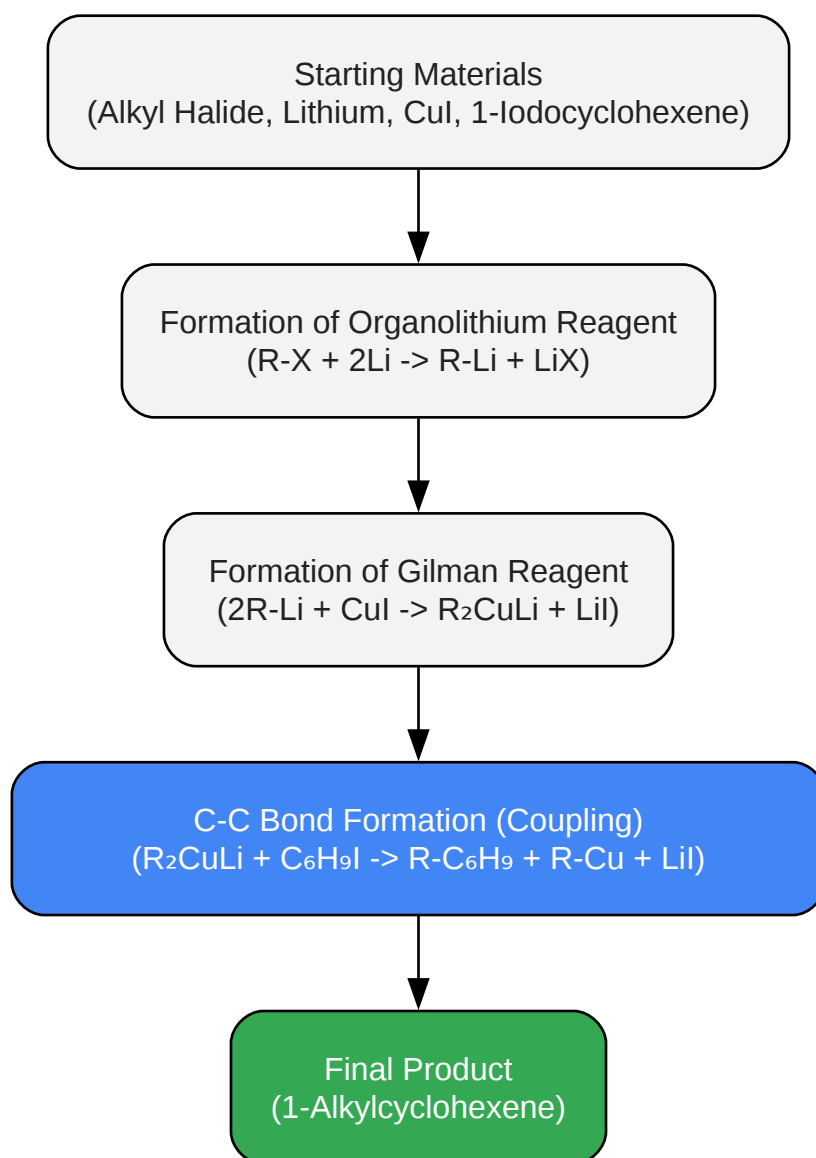 Starting Materials
(Alkyl Halide, Lithium, CuI, 1-Iodocyclohexene)
Formation of Organolithium Reagent
(R-X + 2Li -> R-Li + LiX)
Formation of Gilman Reagent
(2R-Li + CuI -> R₂CuLi + LiI)
C-C Bond Formation (Coupling)
(R₂CuLi + C₆H₉I -> R-C₆H₉ + R-Cu + LiI)
Final Product
(1-Alkylcyclohexene)